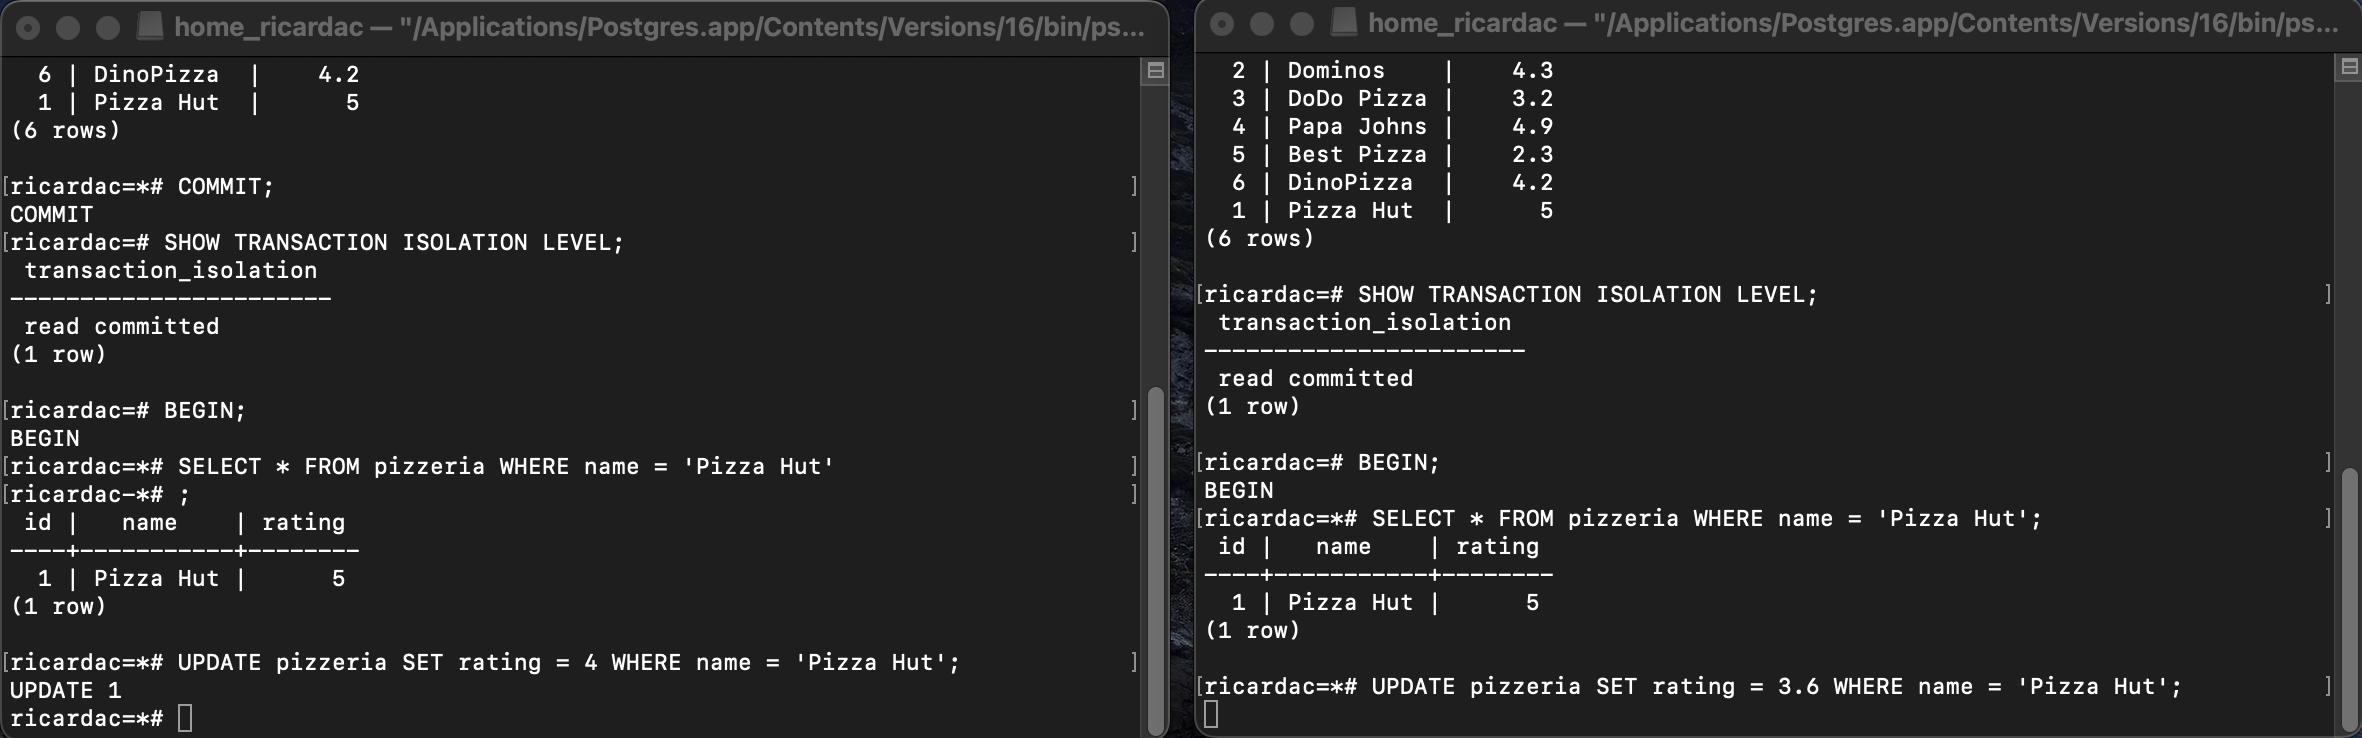 home_ricardac — "/Applications/Postgres.app/Contents/Versions/16/bin/ps...
  6 | DinoPizza  |    4.2
  1 | Pizza Hut  |      5
(6 rows)
[ricardac=*# COMMIT; ]
COMMIT
[ricardac=# SHOW TRANSACTION ISOLATION LEVEL; ]
 transaction_isolation
-----------------------
 read committed
(1 row)
[ricardac=# BEGIN; ]
BEGIN
[ricardac=*# SELECT * FROM pizzeria WHERE name = 'Pizza Hut' ]
[ricardac-*# ; ]
 id |   name    | rating
----+-----------+--------
  1 | Pizza Hut |      5
(1 row)
[ricardac=*# UPDATE pizzeria SET rating = 4 WHERE name = 'Pizza Hut'; ]
UPDATE 1
ricardac=*#
home_ricardac — "/Applications/Postgres.app/Contents/Versions/16/bin/ps...
  2 | Dominos    |    4.3
  3 | DoDo Pizza |    3.2
  4 | Papa Johns |    4.9
  5 | Best Pizza |    2.3
  6 | DinoPizza  |    4.2
  1 | Pizza Hut  |      5
(6 rows)
[ricardac=# SHOW TRANSACTION ISOLATION LEVEL; ]
 transaction_isolation
-----------------------
 read committed
(1 row)
[ricardac=# BEGIN; ]
BEGIN
[ricardac=*# SELECT * FROM pizzeria WHERE name = 'Pizza Hut'; ]
 id |   name    | rating
----+-----------+--------
  1 | Pizza Hut |      5
(1 row)
[ricardac=*# UPDATE pizzeria SET rating = 3.6 WHERE name = 'Pizza Hut'; ]